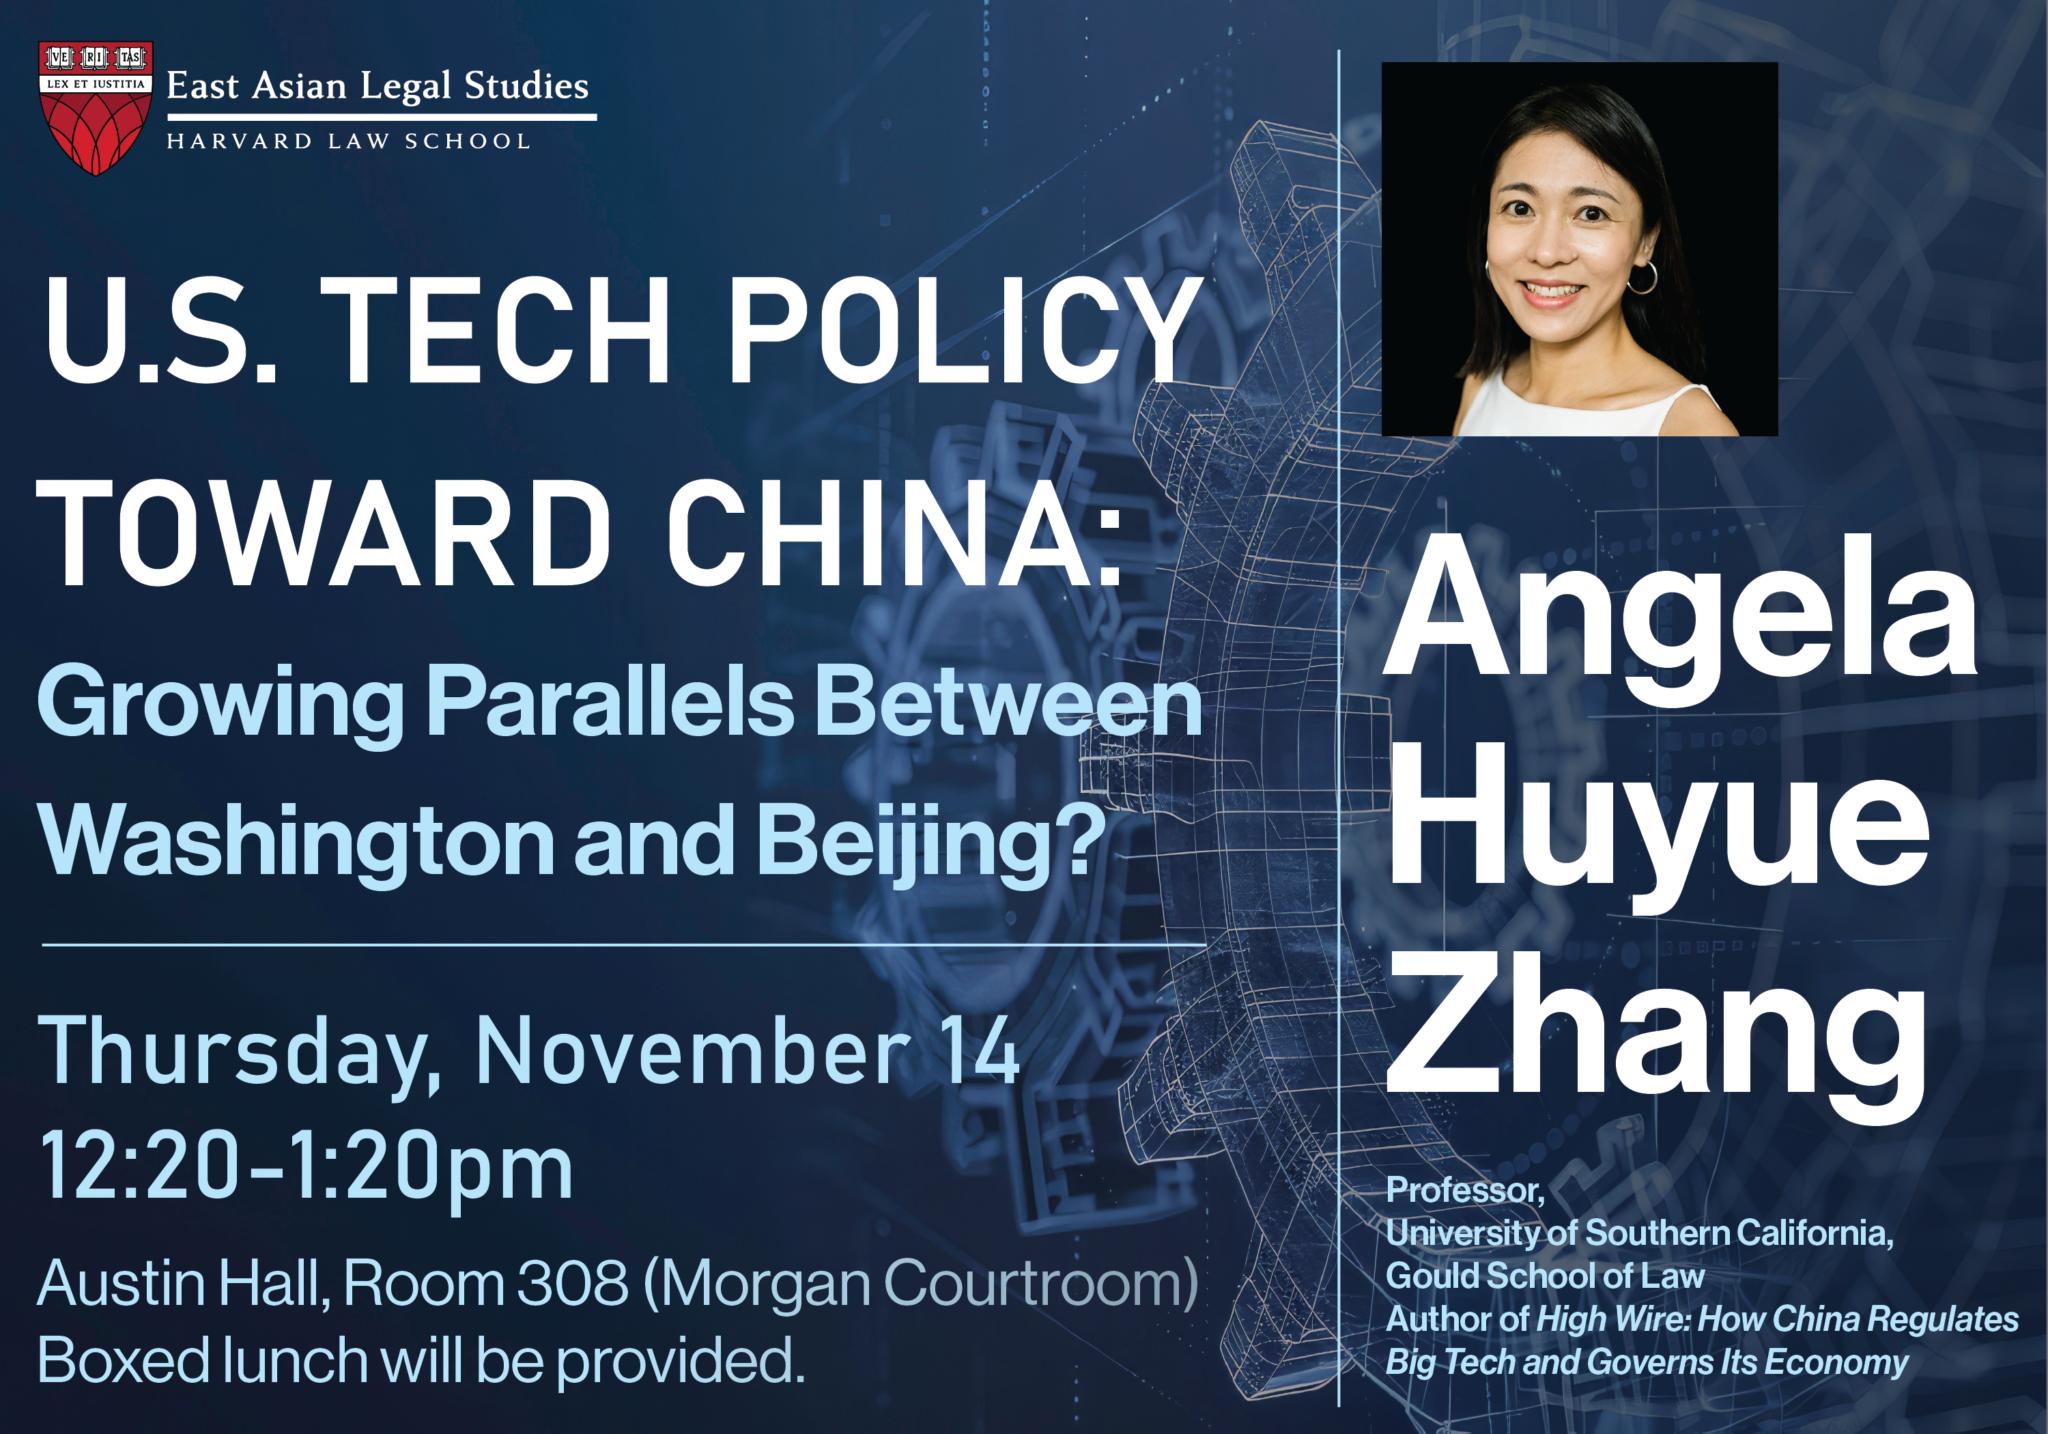 VE RI TAS
LEX ET IUSTITIA
East Asian Legal Studies
HARVARD LAW SCHOOL
U.S. TECH POLICY
TOWARD CHINA:
Growing Parallels Between
Washington and Beijing?
Thursday, November 14
12:20-1:20pm
Austin Hall, Room 308 (Morgan Courtroom)
Boxed lunch will be provided.
Angela
Huyue
Zhang
Professor,
University of Southern California,
Gould School of Law
Author of High Wire: How China Regulates
Big Tech and Governs Its Economy